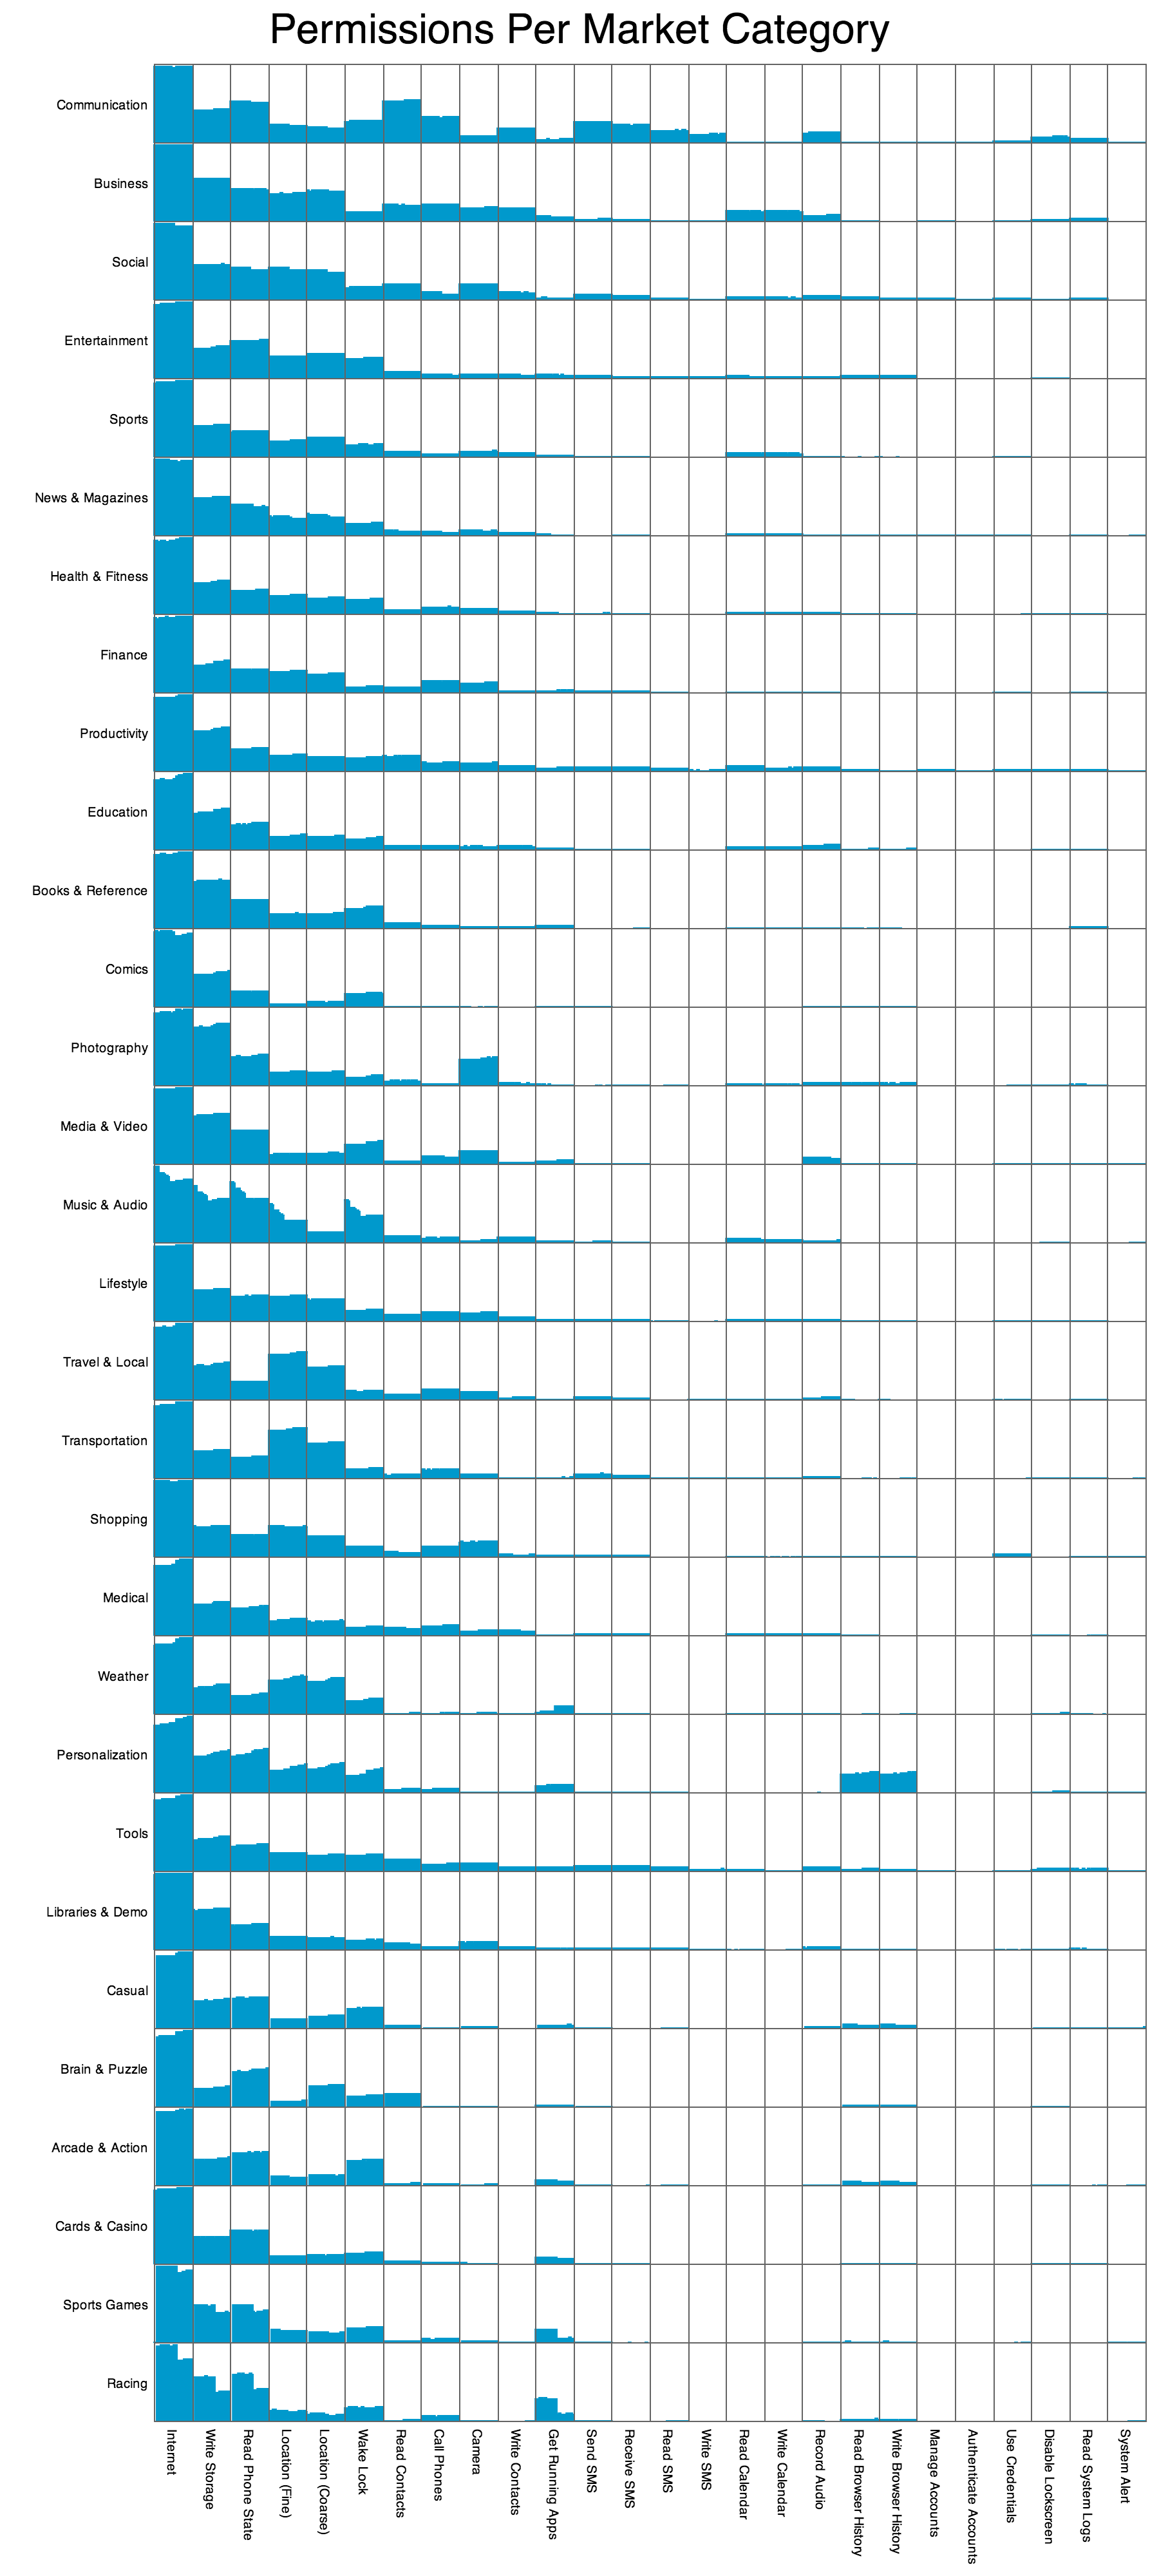 Permissions Per Market Category
Communication
Business
Social
Entertainment
Sports
News & Magazines
Health & Fitness
Finance
Productivity
Education
Books & Reference
Comics
Photography
Media & Video
Music & Audio
Lifestyle
Travel & Local
Transportation
Shopping
Medical
Weather
Personalization
Tools
Libraries & Demo
Casual
Brain & Puzzle
Arcade & Action
Cards & Casino
Sports Games
Racing
Internet
Write Storage
Read Phone State
Location (Fine)
Location (Coarse)
Wake Lock
Read Contacts
Call Phones
Camera
Write Contacts
Get Running Apps
Send SMS
Receive SMS
Read SMS
Write SMS
Read Calendar
Write Calendar
Record Audio
Read Browser History
Write Browser History
Manage Accounts
Authenticate Accounts
Use Credentials
Disable Lockscreen
Read System Logs
System Alert